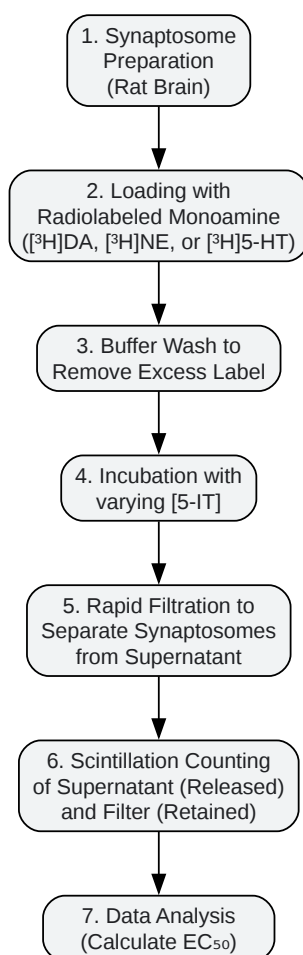 1. Synaptosome
Preparation
(Rat Brain)
2. Loading with
Radiolabeled Monoamine
([³H]DA, [³H]NE, or [³H]5-HT)
3. Buffer Wash to
Remove Excess Label
4. Incubation with
varying [5-IT]
5. Rapid Filtration to
Separate Synaptosomes
from Supernatant
6. Scintillation Counting
of Supernatant (Released)
and Filter (Retained)
7. Data Analysis
(Calculate EC₅₀)